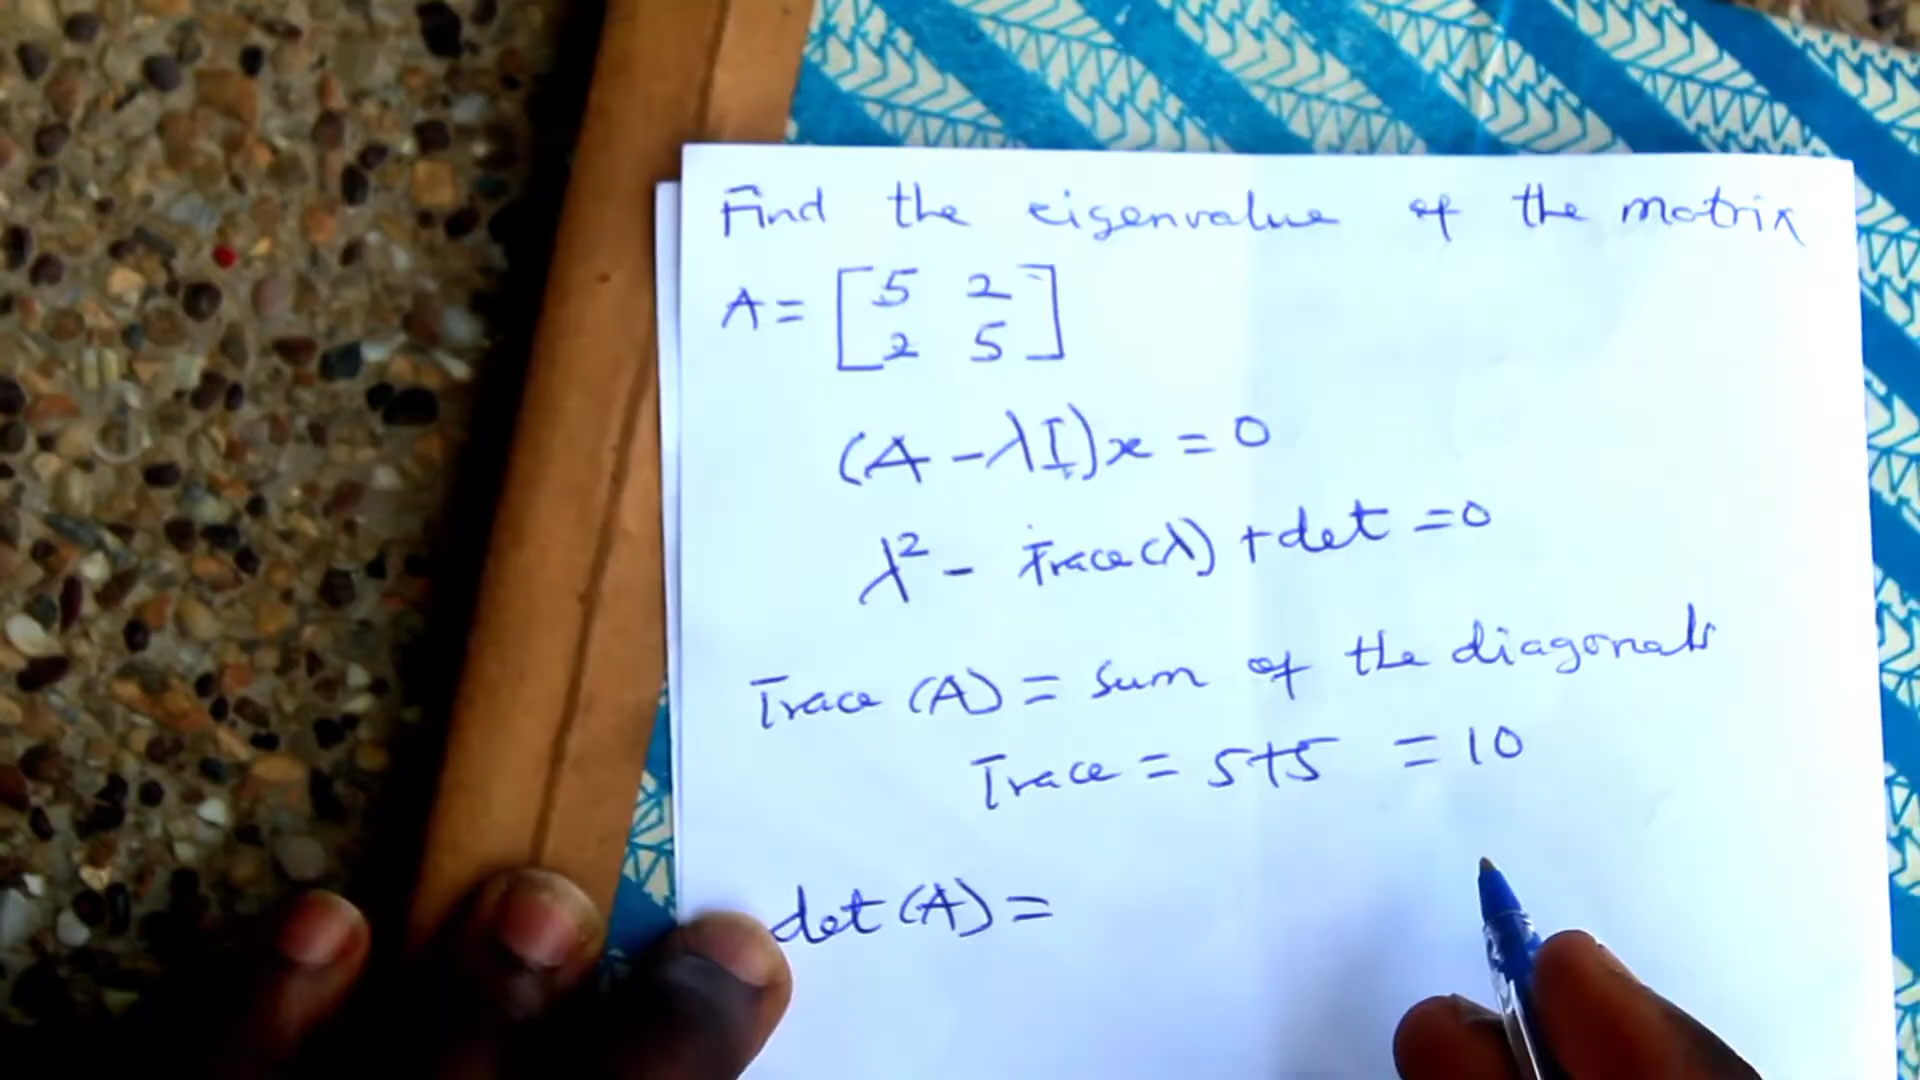 Find the eigenvalue of the matrix
A = [5 2
2 5]
(A - λI)x = 0
λ² - Trace(λ) + det = 0
Trace (A) = sum of the diagonals
Trace = 5+5 = 10
det (A) =